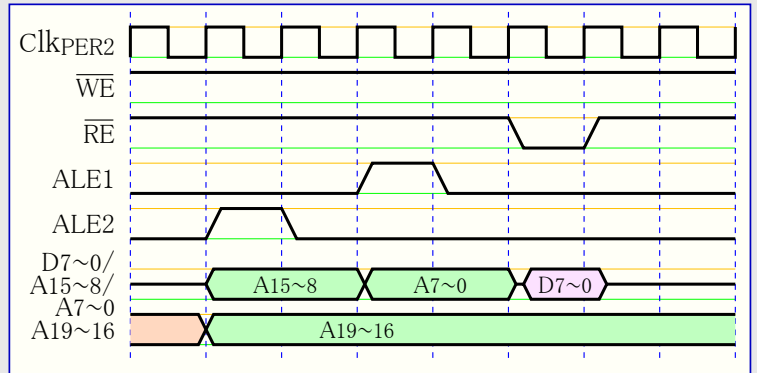 ClkPER2
WE
RE
ALE1
ALE2
D7~0/
A15~8/
A7~0
A15~8
A7~0
D7~0
A19~16
A19~16